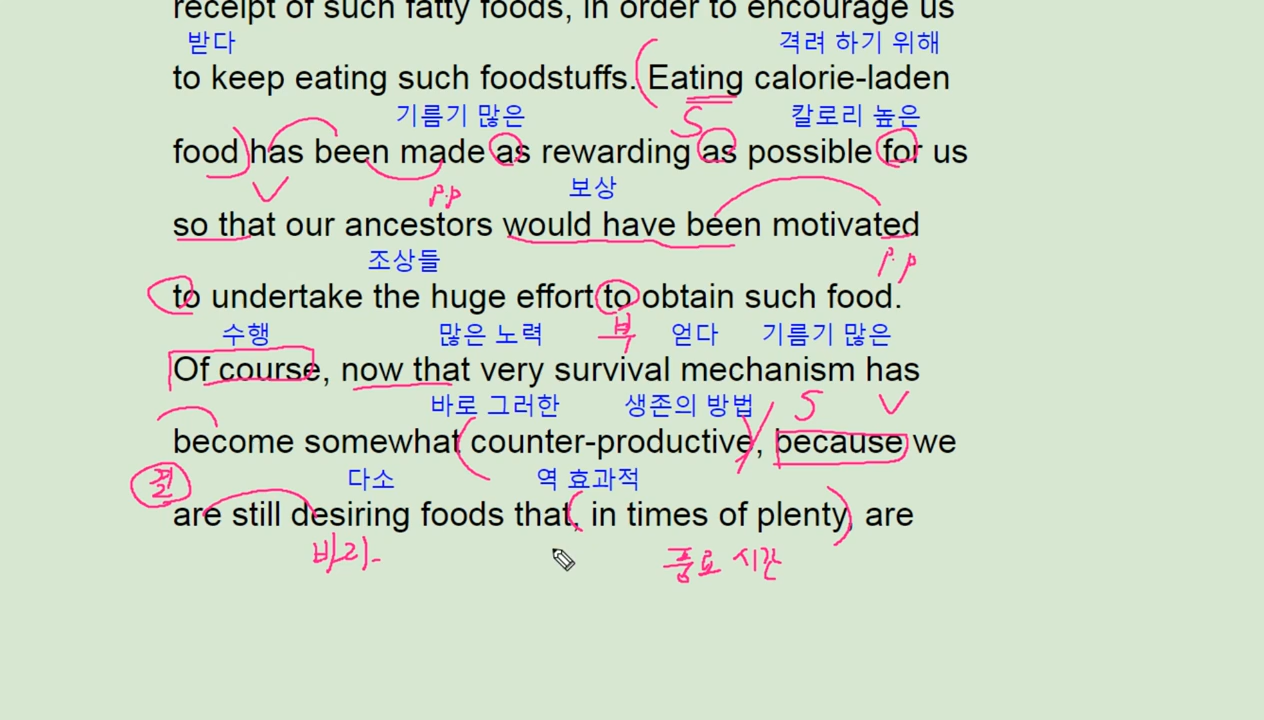 receipt of such fatty foods, in order to encourage us
받다 격려 하기 위해
to keep eating such foodstuffs. Eating calorie-laden
기름기 많은 S 칼로리 높은
food has been made as rewarding as possible for us
V p.p 보상
so that our ancestors would have been motivated
조상들 p.p
to undertake the huge effort to obtain such food.
수행 많은 노력 부 얻다 기름기 많은
Of course, now that very survival mechanism has
바로 그러한 생존의 방법 S V
become somewhat counter-productive, because we
결 다소 역 효과적
are still desiring foods that, in times of plenty, are
바라- 풍요 시간